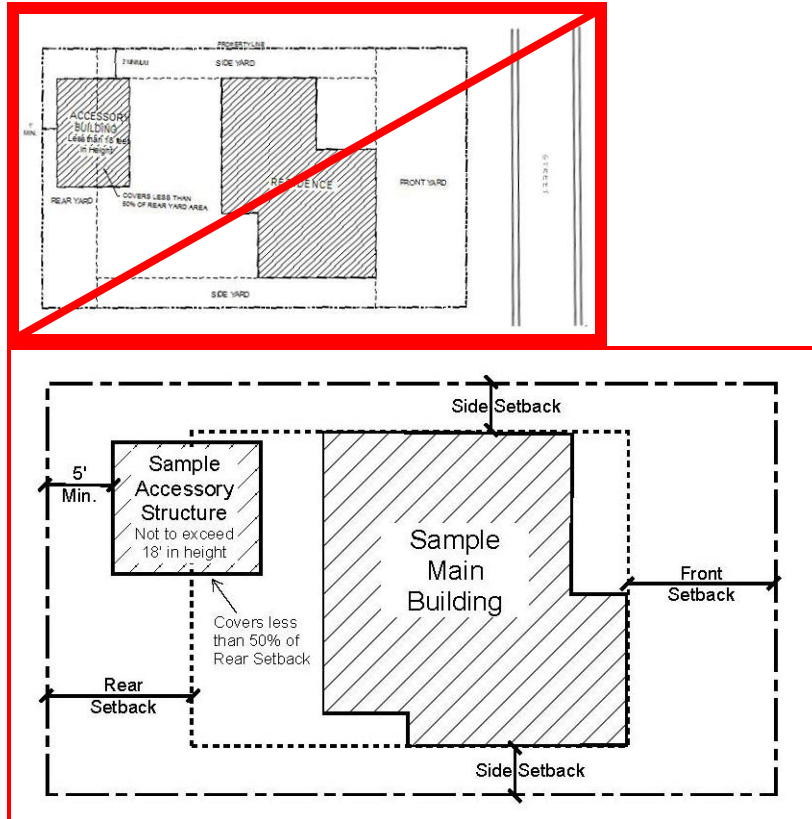 PROPERTY LINE
SIDE YARD
ACCESSORY
BUILDING
Less than 18 feet
in Height
MIN.
COVERS LESS THAN
50% OF REAR YARD AREA
REAR YARD
RESIDENCE
FRONT YARD
STREET
SIDE YARD
Side Setback
5'
Min.
Sample
Accessory
Structure
Not to exceed
18' in height
Sample
Main
Building
Front
Setback
Covers less
than 50% of
Rear Setback
Rear
Setback
Side Setback